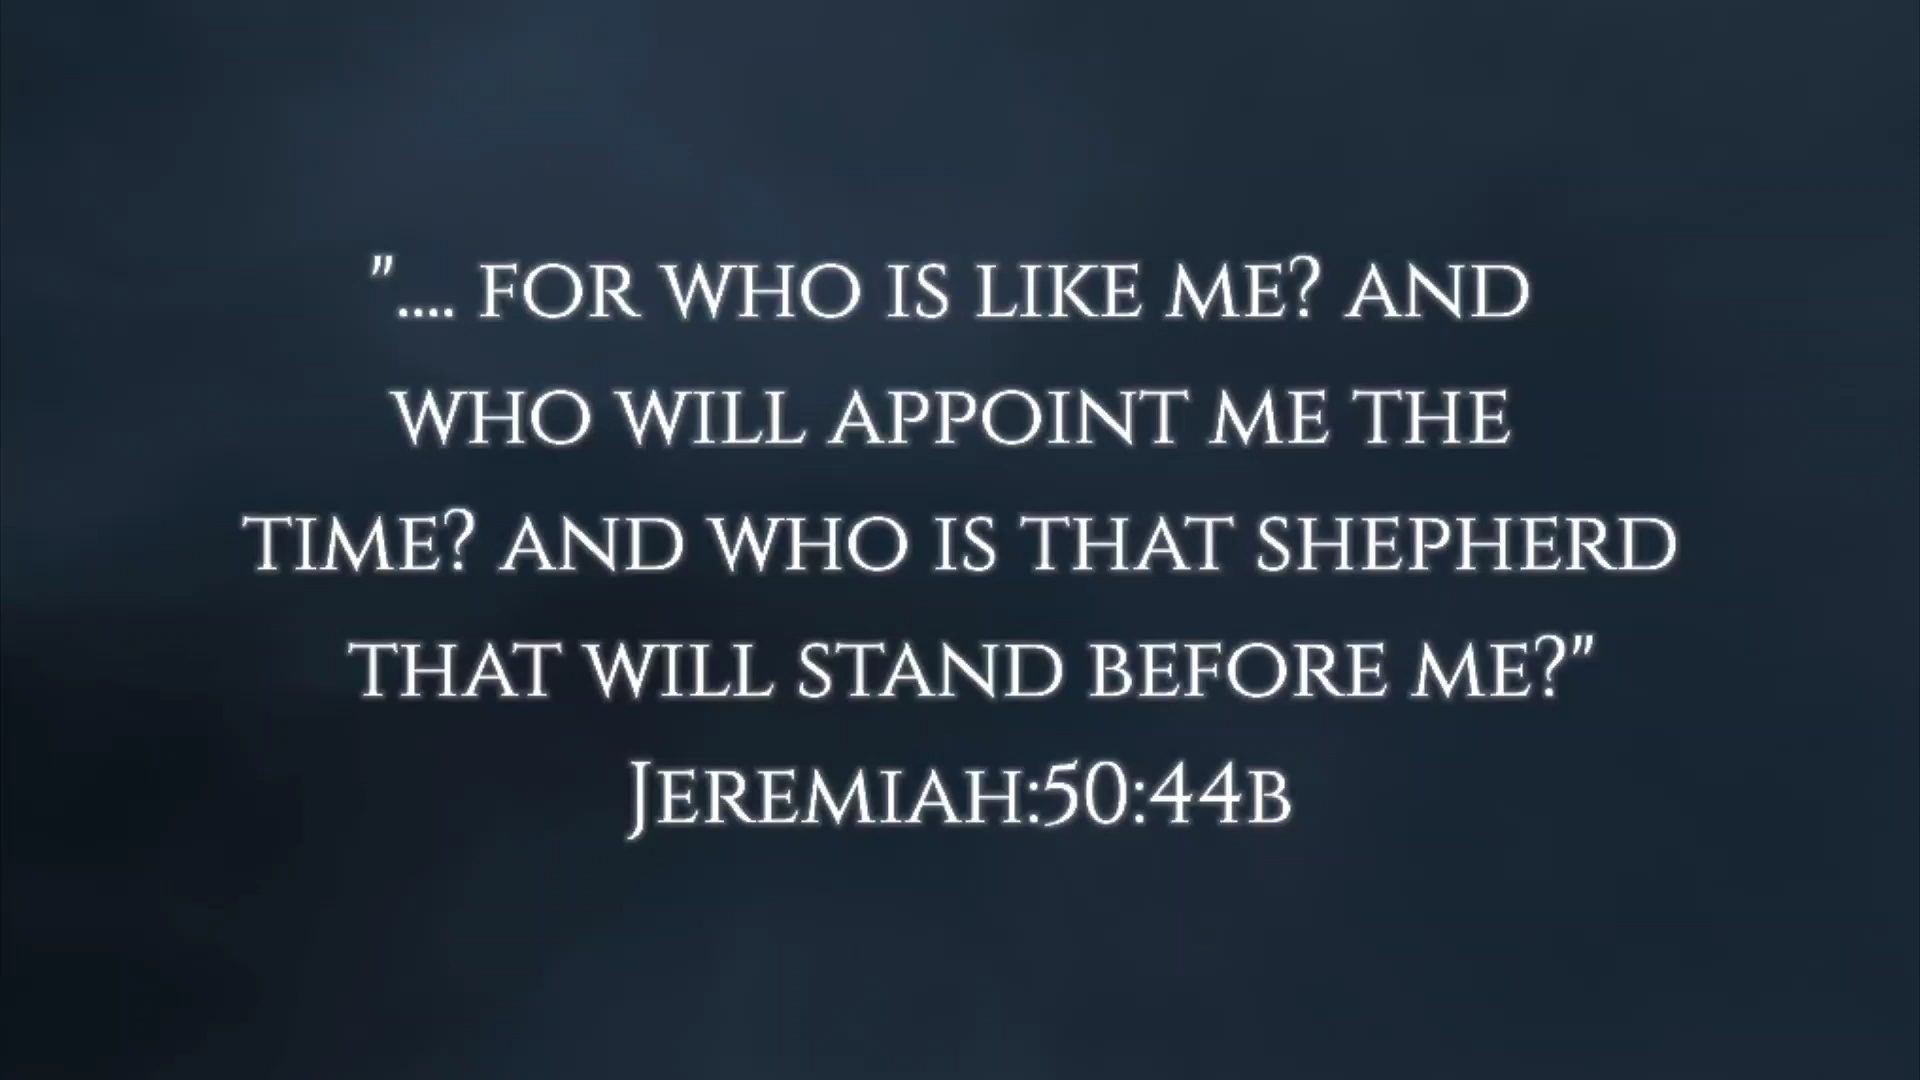 ".... for who is like me? and
who will appoint me the
time? and who is that shepherd
that will stand before me?"
Jeremiah:50:44b